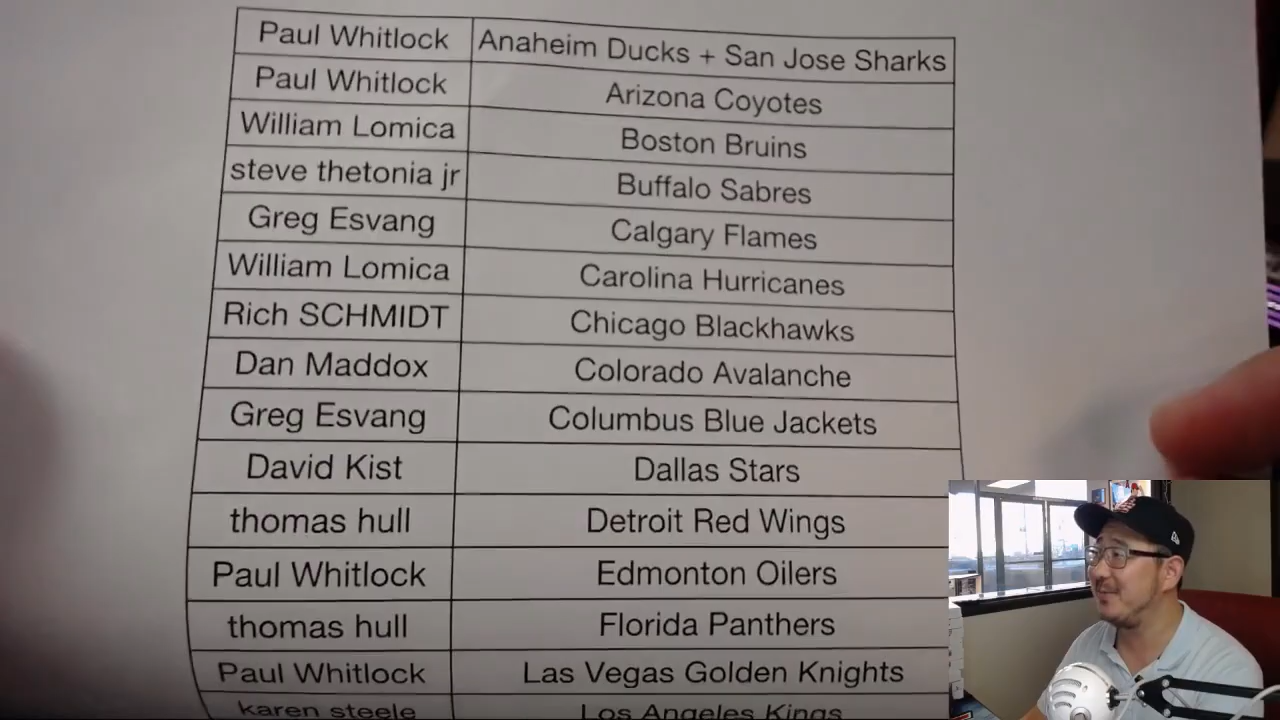 Paul Whitlock Anaheim Ducks + San Jose Sharks
Paul Whitlock Arizona Coyotes
William Lomica Boston Bruins
steve thetonia jr Buffalo Sabres
Greg Esvang Calgary Flames
William Lomica Carolina Hurricanes
Rich SCHMIDT Chicago Blackhawks
Dan Maddox Colorado Avalanche
Greg Esvang Columbus Blue Jackets
David Kist Dallas Stars
thomas hull Detroit Red Wings
Paul Whitlock Edmonton Oilers
thomas hull Florida Panthers
Paul Whitlock Las Vegas Golden Knights
karen steele Los Angeles Kings